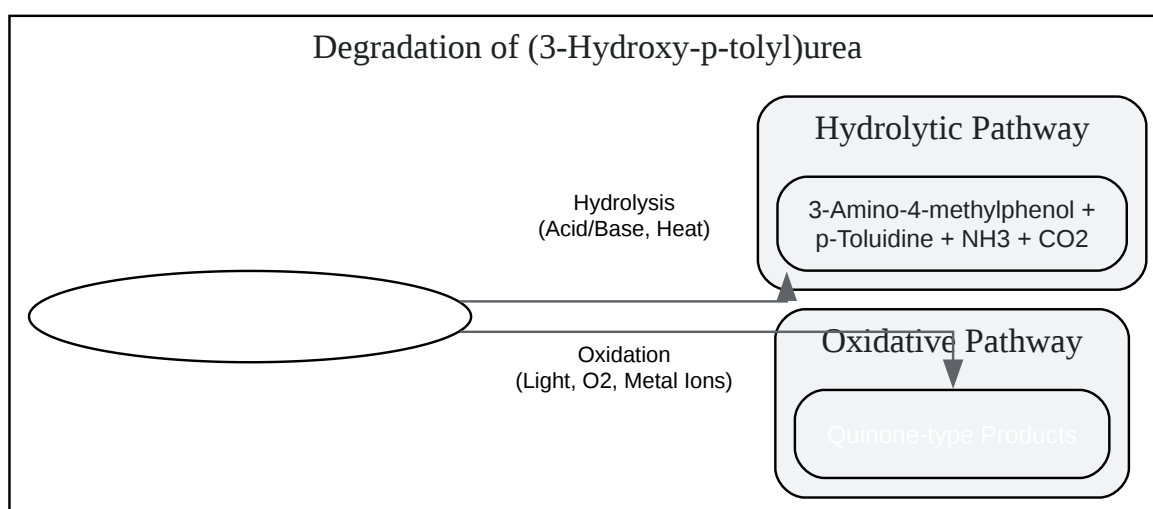 Degradation of (3-Hydroxy-p-tolyl)urea
Hydrolytic Pathway
Hydrolysis
(Acid/Base, Heat)
3-Amino-4-methylphenol +
p-Toluidine + NH3 + CO2
Oxidative Pathway
Oxidation
(Light, O2, Metal Ions)
Quinone-type Products